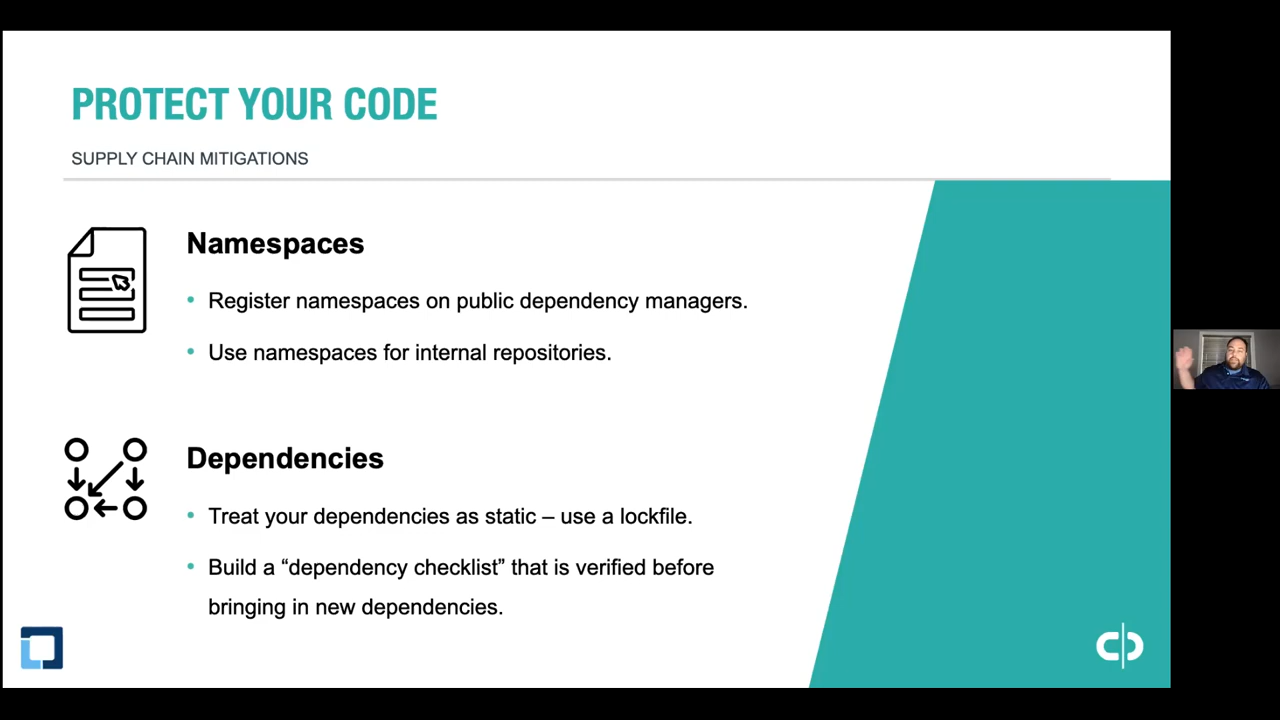 PROTECT YOUR CODE
SUPPLY CHAIN MITIGATIONS
Namespaces
• Register namespaces on public dependency managers.
• Use namespaces for internal repositories.
Dependencies
• Treat your dependencies as static – use a lockfile.
• Build a “dependency checklist” that is verified before
bringing in new dependencies.